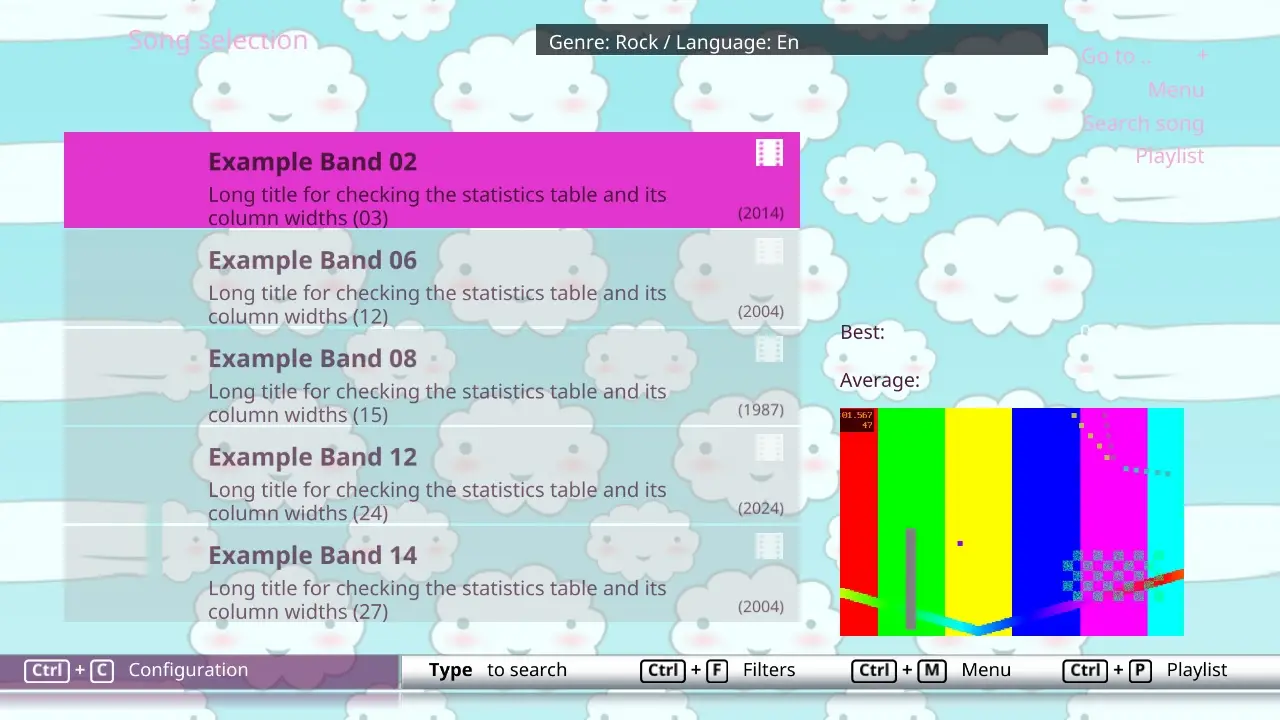 Song selection
Genre: Rock / Language: En
Go to .. +
Menu
Search song
Playlist
Example Band 02
Long title for checking the statistics table and its
column widths (03)
(2014)
Example Band 06
Long title for checking the statistics table and its
column widths (12)
(2004)
Example Band 08
Long title for checking the statistics table and its
column widths (15)
(1987)
Example Band 12
Long title for checking the statistics table and its
column widths (24)
(2024)
Example Band 14
Long title for checking the statistics table and its
column widths (27)
(2004)
Best:
Average:
01.567
47
Ctrl + C Configuration
Type to search
Ctrl + F Filters
Ctrl + M Menu
Ctrl + P Playlist